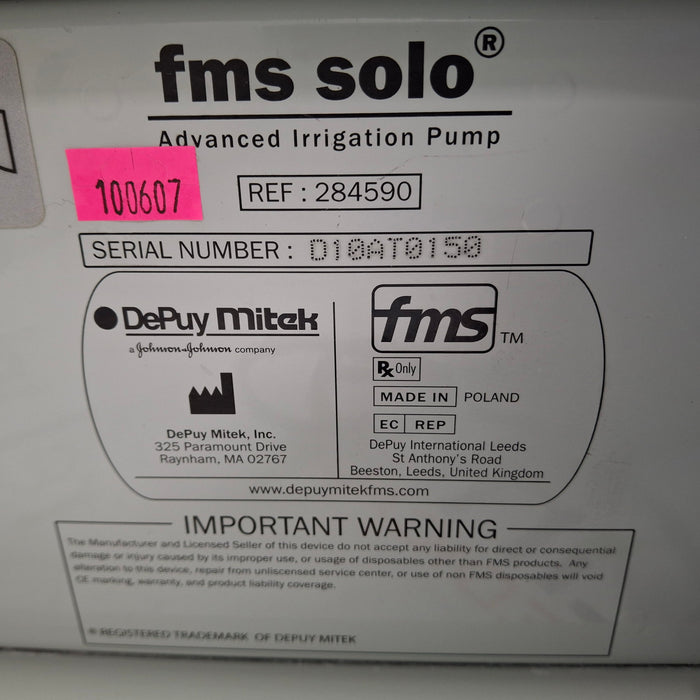 fms solo®
Advanced Irrigation Pump
100607
REF : 284590
SERIAL NUMBER : D10AT0150
DePuy Mitek
a Johnson & Johnson company
DePuy Mitek, Inc.
325 Paramount Drive
Raynham, MA 02767
fms™
Rx Only
MADE IN POLAND
EC REP
DePuy International Leeds
St Anthony's Road
Beeston, Leeds, United Kingdom
www.depuymitekfms.com
IMPORTANT WARNING
The Manufacturer and Licensed Seller of this device do not accept any liability for direct or consequential
damage or injury caused by its improper use, or usage of disposables other than FMS products. Any
alteration to this device, repair from unlicensed service center, or use of non FMS disposables will void
CE marking, warranty, and product liability coverage.
® REGISTERED TRADEMARK OF DEPUY MITEK